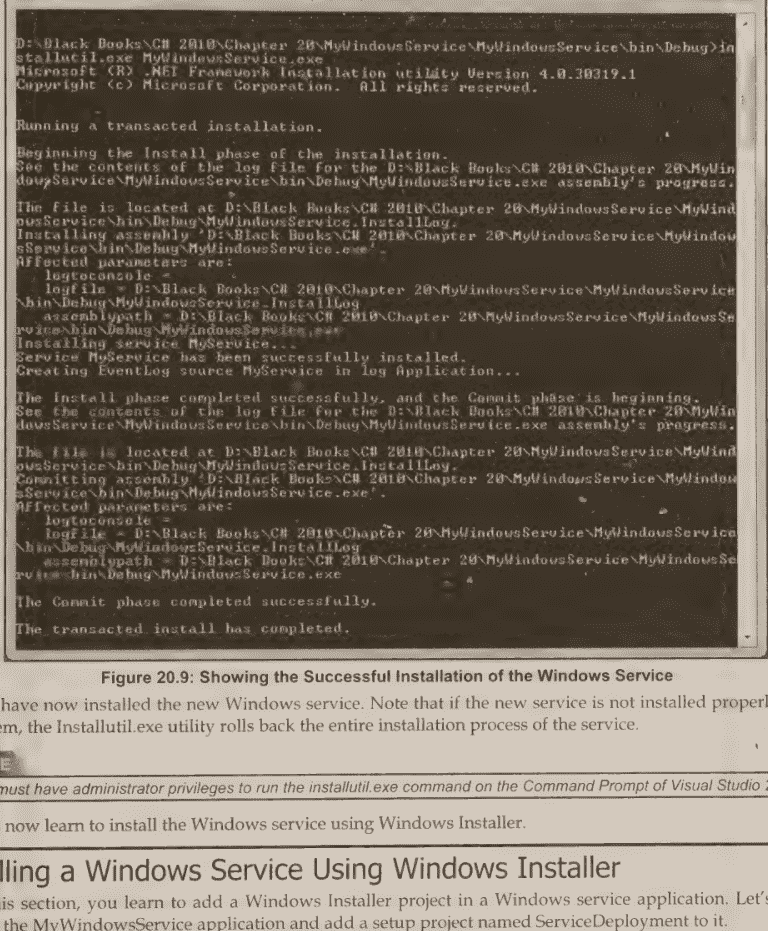 D:\Black Books\C# 2010\Chapter 20\MyWindowsService\MyWindowsService\bin\Debug>in
stallutil.exe MyWindowsService.exe
Microsoft (R) .NET Framework Installation utility Version 4.0.30319.1
Copyright (c) Microsoft Corporation.  All rights reserved.
Running a transacted installation.
Beginning the Install phase of the installation.
See the contents of the log file for the D:\Black Books\C# 2010\Chapter 20\MyWin
dowsService\MyWindowsService\bin\Debug\MyWindowsService.exe assembly's progress.
The file is located at D:\Black Books\C# 2010\Chapter 20\MyWindowsService\MyWind
owsService\bin\Debug\MyWindowsService.InstallLog.
Installing assembly 'D:\Black Books\C# 2010\Chapter 20\MyWindowsService\MyWindow
sService\bin\Debug\MyWindowsService.exe'.
Affected parameters are:
logtoconsole =
logfile = D:\Black Books\C# 2010\Chapter 20\MyWindowsService\MyWindowsService
\bin\Debug\MyWindowsService.InstallLog
assemblypath = D:\Black Books\C# 2010\Chapter 20\MyWindowsService\MyWindowsSe
rvice\bin\Debug\MyWindowsService.exe
Installing service MyService...
Service MyService has been successfully installed.
Creating EventLog source MyService in log Application...
The Install phase completed successfully, and the Commit phase is beginning.
See the contents of the log file for the D:\Black Books\C# 2010\Chapter 20\MyWin
dowsService\MyWindowsService\bin\Debug\MyWindowsService.exe assembly's progress.
The file is located at D:\Black Books\C# 2010\Chapter 20\MyWindowsService\MyWind
owsService\bin\Debug\MyWindowsService.InstallLog.
Committing assembly 'D:\Black Books\C# 2010\Chapter 20\MyWindowsService\MyWindow
sService\bin\Debug\MyWindowsService.exe'.
Affected parameters are:
logtoconsole =
logfile = D:\Black Books\C# 2010\Chapter 20\MyWindowsService\MyWindowsService
\bin\Debug\MyWindowsService.InstallLog
assemblypath = D:\Black Books\C# 2010\Chapter 20\MyWindowsService\MyWindowsSe
rvice\bin\Debug\MyWindowsService.exe
The Commit phase completed successfully.
The transacted install has completed.
Figure 20.9: Showing the Successful Installation of the Windows Service
have now installed the new Windows service. Note that if the new service is not installed properl
em, the Installutil.exe utility rolls back the entire installation process of the service.
E
must have administrator privileges to run the installutil.exe command on the Command Prompt of Visual Studio 2
now learn to install the Windows service using Windows Installer.
lling a Windows Service Using Windows Installer
is section, you learn to add a Windows Installer project in a Windows service application. Let's
the MyWindowsService application and add a setup project named ServiceDeployment to it.